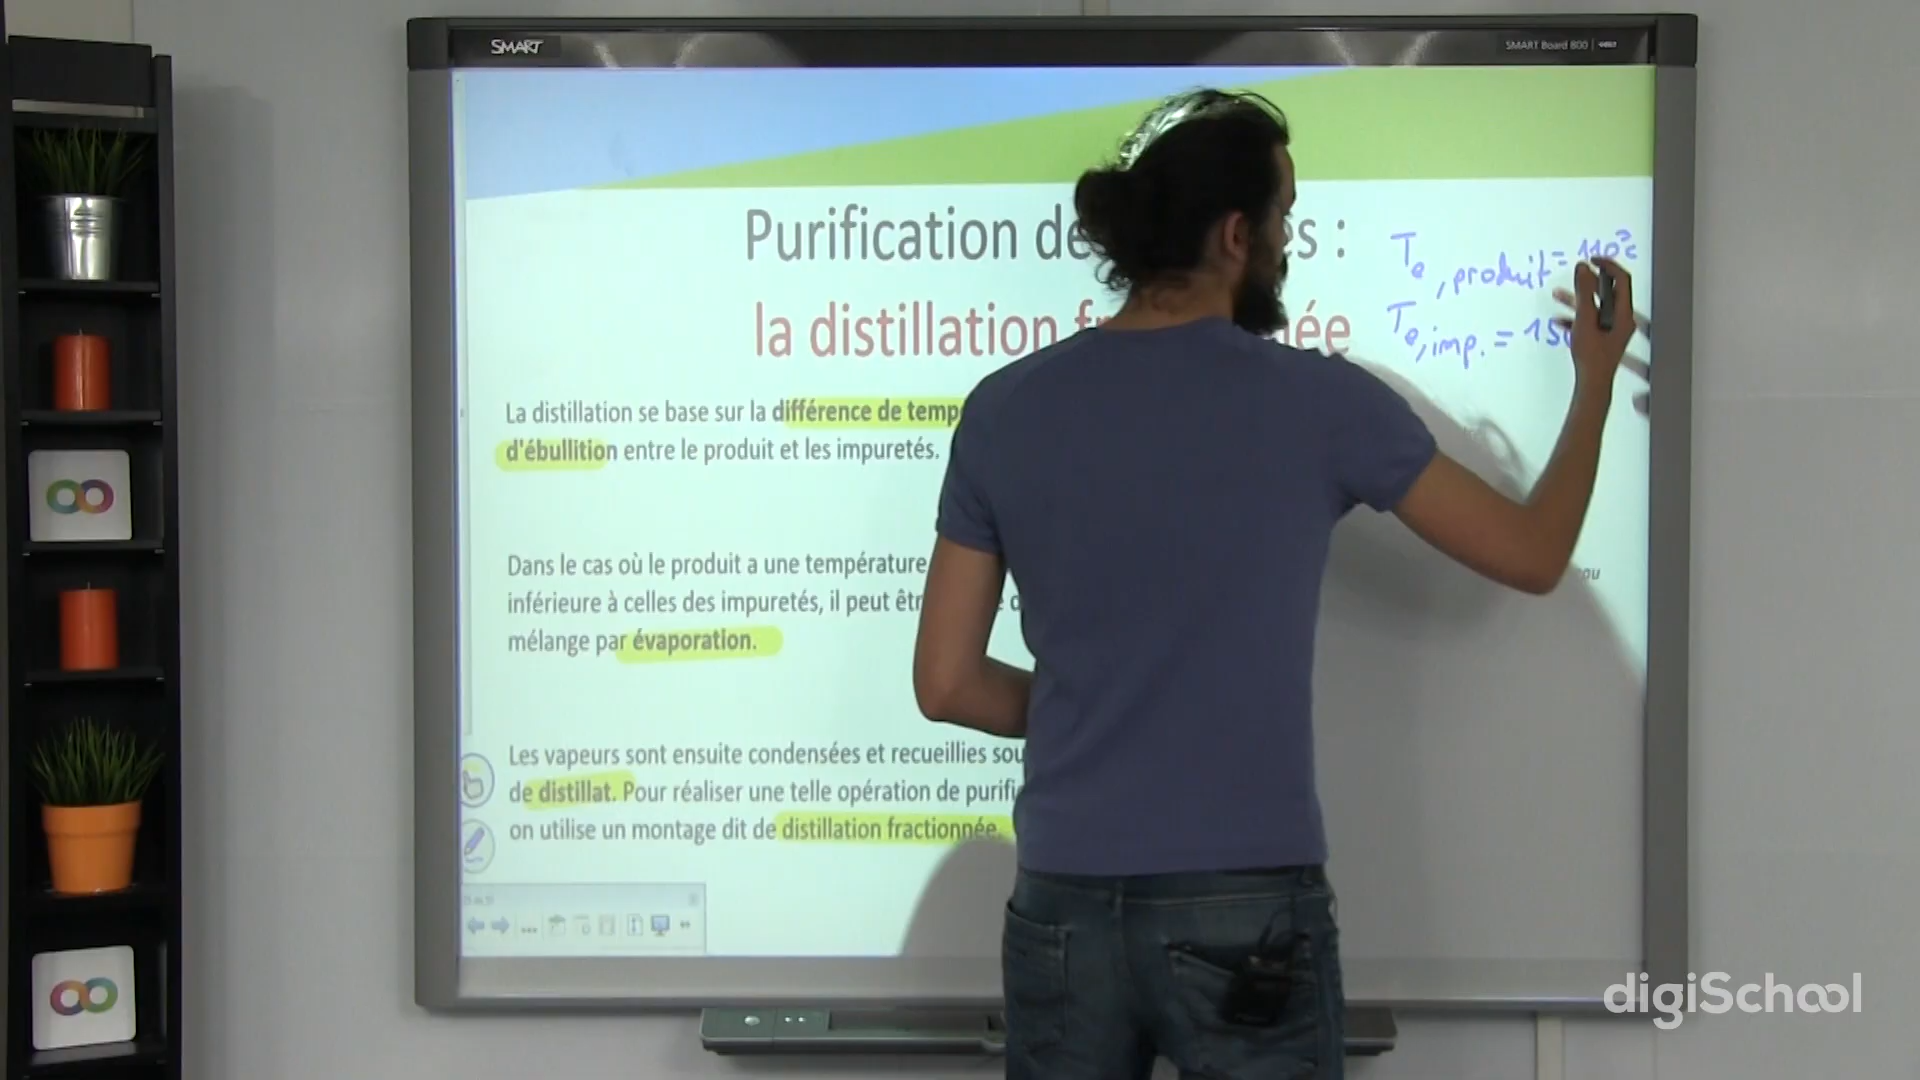 SMART
SMART Board 800
Purification de es :
la distillation ée
La distillation se base sur la différence de temp
d'ébullition entre le produit et les impuretés.
Dans le cas où le produit a une température
inférieure à celles des impuretés, il peut êtr
mélange par évaporation.
Les vapeurs sont ensuite condensées et recueillies sou
de distillat. Pour réaliser une telle opération de purifi
on utilise un montage dit de distillation fractionnée.
Te, produit = 110°C
Te, imp. = 15
digiSchool